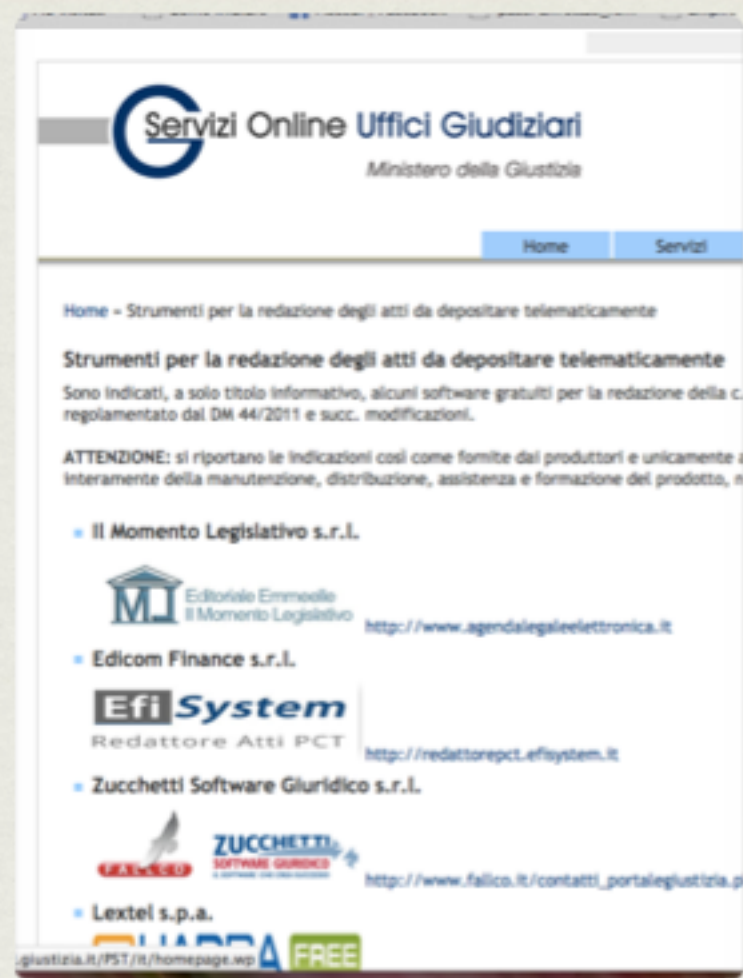 Servizi Online Uffici Giudiziari
Ministero della Giustizia
Home Servizi
Home - Strumenti per la redazione degli atti da depositare telematicamente
Strumenti per la redazione degli atti da depositare telematicamente
Sono indicati, a solo titolo informativo, alcuni software gratuiti per la redazione della c.
regolamentato dal DM 44/2011 e succ. modificazioni.
ATTENZIONE: si riportano le indicazioni così come fornite dai produttori e unicamente a
interamente della manutenzione, distribuzione, assistenza e formazione del prodotto, n
Il Momento Legislativo s.r.l.
ML Editoriale Emmeelle
Il Momento Legislativo
http://www.agendalegaleelettronica.it
Edicom Finance s.r.l.
Efi System
Redattore Atti PCT
http://redattorepct.efisystem.it
Zucchetti Software Giuridico s.r.l.
FALLCO
ZUCCHETTI
SOFTWARE GIURIDICO
http://www.fallco.it/contatti_portalegiustizia.p
Lextel s.p.a.
FREE
.giustizia.it/PST/it/homepage.wp